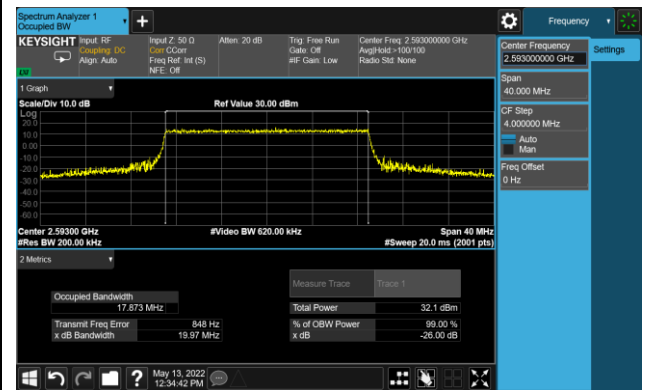 Spectrum Analyzer 1
Occupied BW
Frequency
KEYSIGHT
Input: RF
Coupling: DC
Align: Auto
Input Z: 50 Ω
Corr CCorr
Freq Ref: Int (S)
NFE: Off
Atten: 20 dB
Trig: Free Run
Gate: Off
#IF Gain: Low
Center Freq: 2.593000000 GHz
Avg|Hold:>100/100
Radio Std: None
Center Frequency
2.593000000 GHz
Settings
Span
40.000 MHz
CF Step
4.000000 MHz
Auto
Man
Freq Offset
0 Hz
1 Graph
Scale/Div 10.0 dB
Ref Value 30.00 dBm
Log
20.0
10.0
0.00
-10.0
-20.0
-30.0
-40.0
-50.0
-60.0
Center 2.59300 GHz
#Video BW 620.00 kHz
Span 40 MHz
#Res BW 200.00 kHz
#Sweep 20.0 ms (2001 pts)
2 Metrics
Measure Trace
Trace 1
Occupied Bandwidth
17.873 MHz
Total Power
32.1 dBm
Transmit Freq Error
848 Hz
% of OBW Power
99.00 %
x dB Bandwidth
19.97 MHz
x dB
-26.00 dB
May 13, 2022
12:34:42 PM